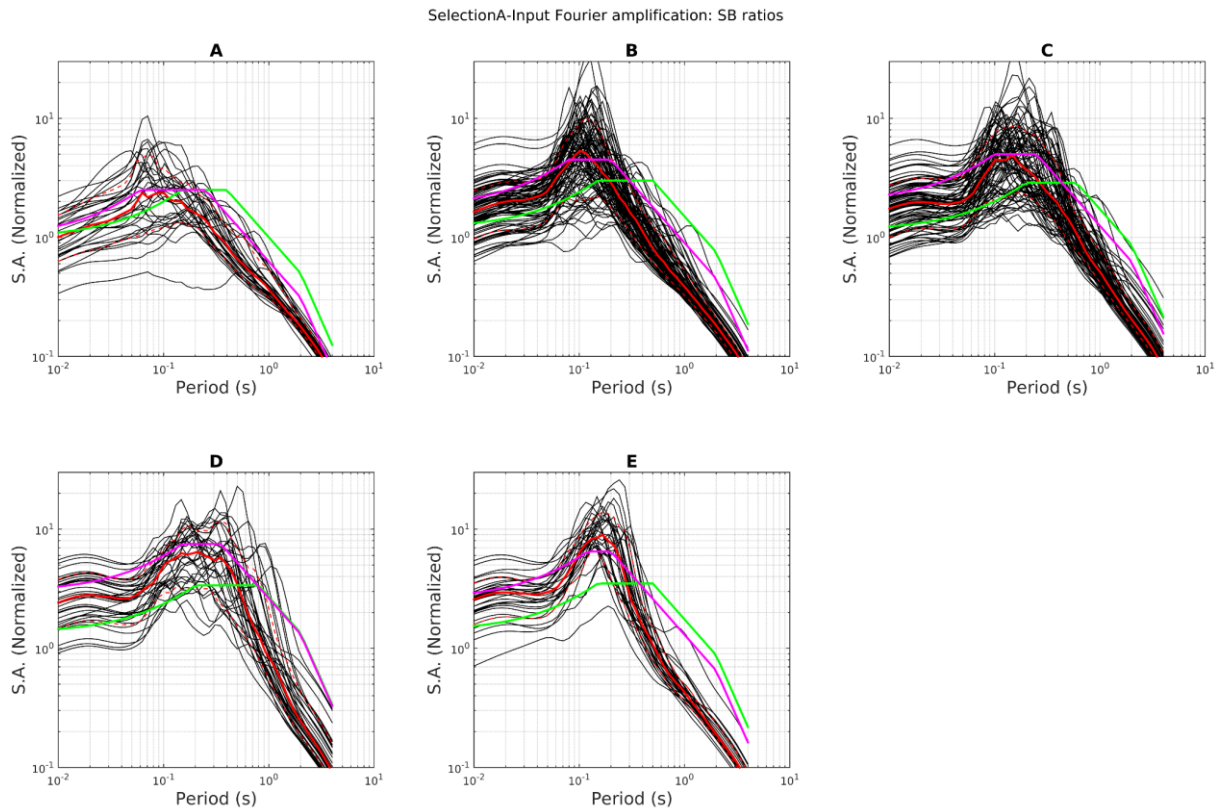 SelectionA-Input Fourier amplification: SB ratios
A
B
C
S.A. (Normalized)
S.A. (Normalized)
S.A. (Normalized)
10^1
10^0
10^-1
10^1
10^0
10^-1
10^1
10^0
10^-1
10^-2 10^-1 10^0 10^1
10^-2 10^-1 10^0 10^1
10^-2 10^-1 10^0 10^1
Period (s)
Period (s)
Period (s)
D
E
S.A. (Normalized)
S.A. (Normalized)
10^1
10^0
10^-1
10^1
10^0
10^-1
10^-2 10^-1 10^0 10^1
10^-2 10^-1 10^0 10^1
Period (s)
Period (s)